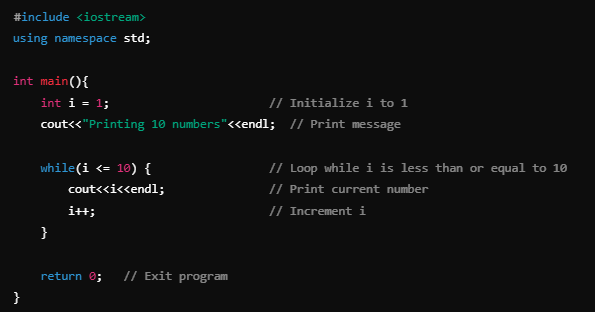 #include <iostream>
using namespace std;
int main(){
int i = 1; // Initialize i to 1
cout<<"Printing 10 numbers"<<endl; // Print message
while(i <= 10) { // Loop while i is less than or equal to 10
cout<<i<<endl; // Print current number
i++; // Increment i
}
return 0; // Exit program
}